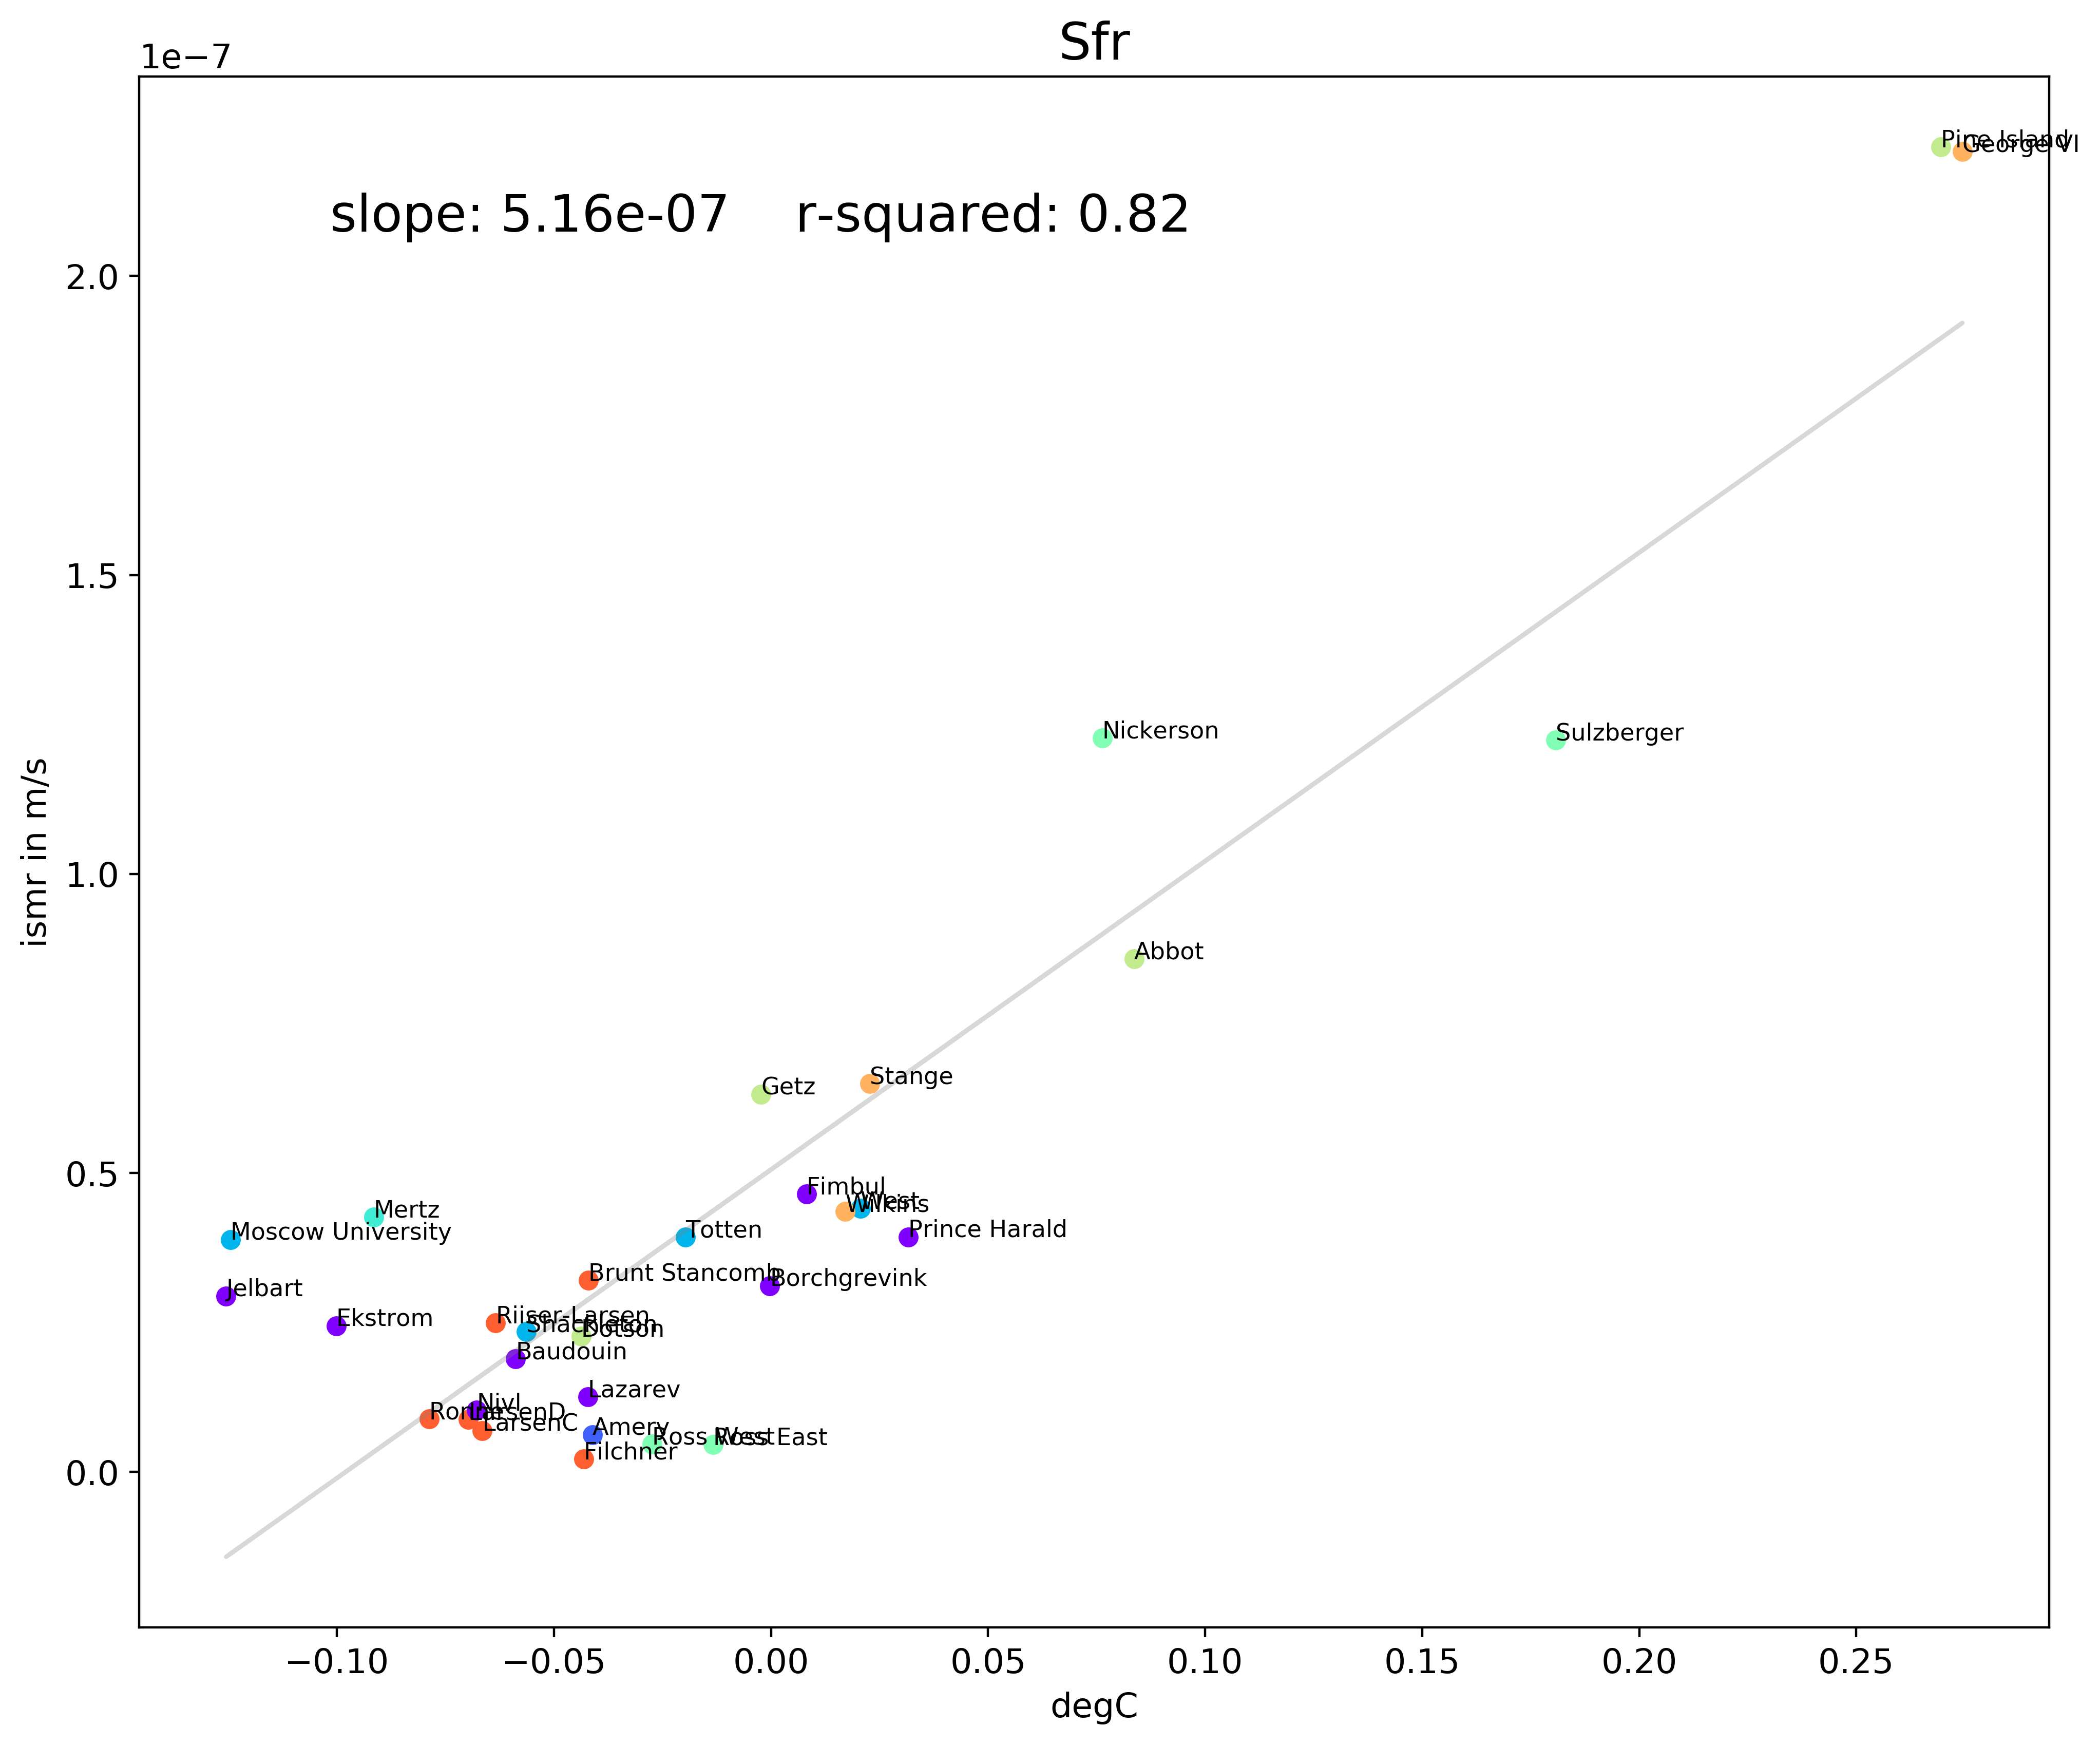 Sfr
1e−7
Pine Island
George VI
slope: 5.16e-07 r-squared: 0.82
2.0
1.5
Nickerson
Sulzberger
ismr in m/s
1.0
Abbot
Stange
Getz
0.5
Fimbul
West
Wilkins
Mertz
Moscow University
Totten
Prince Harald
Brunt Stancomb
Borchgrevink
Jelbart
Ekstrom
Riiser-Larsen
Shackleton
Dotson
Baudouin
Lazarev
Nivl
Ronne
LarsenD
LarsenC
Amery
Ross West
Ross East
Filchner
0.0
−0.10 −0.05 0.00 0.05 0.10 0.15 0.20 0.25
degC